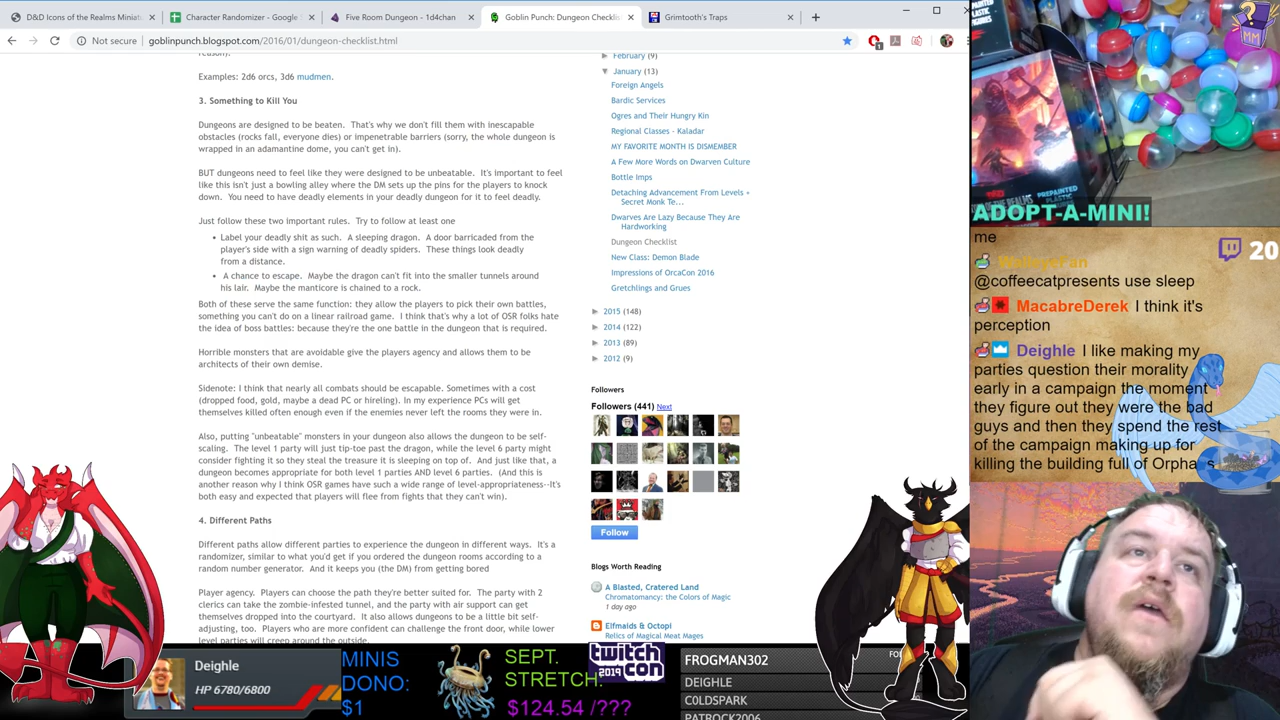 D&D Icons of the Realms Miniat
Character Randomizer - Google
Five Room Dungeon - 1d4chan
Goblin Punch: Dungeon Checklis
Grimtooth's Traps
Not secure
goblinpunch.blogspot.com/2016/01/dungeon-checklist.html
Examples: 2d6 orcs, 3d6 mudmen.
3. Something to Kill You
Dungeons are designed to be beaten. That's why we don't fill them with inescapable
obstacles (rocks fall, everyone dies) or impenetrable barriers (sorry, the whole dungeon is
wrapped in an adamantine dome, you can't get in).
BUT dungeons need to feel like they were designed to be unbeatable. It's important to feel
like this isn't just a bowling alley where the DM sets up the pins for the players to knock
down. You need to have deadly elements if your deadly dungeon for it to feel deadly.
Just follow these two important rules. Try to follow at least one
• Label your deadly shit as such. A sleeping dragon. A door barricaded from the
player's side with a sign warning of deadly spiders. These things look deadly
from a distance.
• A chance to escape. Maybe the dragon can't fit into the smaller tunnels around
his lair. Maybe the manticore is chained to a rock.
Both of these serve the same function: they allow the players to pick their own battles,
something you can't do on a linear railroad game. I think that's why a lot of OSR folks hate
the idea of boss battles: because they're the one battle in the dungeon that is required.
Horrible monsters that are avoidable give the players agency and allows them to be
architects of their own demise.
Sidenote: I think that nearly all combats should be escapable. Sometimes with a cost
(dropped food, gold, maybe a dead PC or hireling). In my experience PCs will get
themselves killed often enough even if the enemies never left the rooms they were in.
Also, putting "unbeatable" monsters in your dungeon also allows the dungeon to be self-
scaling. The level 1 party will just tip-toe past the dragon, while the level 6 party might
consider fighting it so they steal the treasure it is sleeping on top of. And just like that, a
dungeon becomes appropriate for both level 1 parties AND level 6 parties. (And this is
another reason why I think OSR games have such a wide range of level-appropriateness--it's
both easy and expected that players will flee from fights that they can't win).
4. Different Paths
Different paths allow different parties to experience the dungeon in different ways. It's a
randomizer, similar to what you'd get if you ordered the dungeon rooms according to a
random number generator. And it keeps you (the DM) from getting bored
Player agency. Players can choose the path they're better suited for. The party with 2
clerics can take the zombie-infested tunnel, and the party with air support can get
themselves dropped into the courtyard. It also allows dungeons to be a little bit self-
adjusting, too. Players who are more confident can challenge the front door, while lower
level parties will creep around the outside.
► February (9)
▼ January (13)
Foreign Angels
Bardic Services
Ogres and Their Hungry Kin
Regional Classes - Kaladar
MY FAVORITE MONTH IS DISMEMBER
A Few More Words on Dwarven Culture
Bottle Imps
Detaching Advancement From Levels +
Secret Monk Te...
Dwarves Are Lazy Because They Are
Hardworking
Dungeon Checklist
New Class: Demon Blade
Impressions of OrcaCon 2016
Gretchlings and Grues
► 2015 (148)
► 2014 (122)
► 2013 (89)
► 2012 (9)
Followers
Followers (441) Next
Follow
Blogs Worth Reading
A Blasted, Cratered Land
Chromatomancy: the Colors of Magic
1 day ago
Elfmaids & Octopi
Relics of Magical Meat Mages
MM
PREPAINTED
PLASTIC
ADOPT-A-MINI!
me
20
WalleyeFan
@coffeecatpresents use sleep
MacabreDerek I think it's
perception
Deighle I like making my
parties question their morality
early in a campaign the moment
they figure out they were the bad
guys and then they spend the rest
of the campaign making up for
killing the building full of Orpha s
Deighle
HP 6780/6800
MINIS
DONO:
$1
SEPT.
STRETCH:
$124.54 /???
twitch
con
2019
FROGMAN302
DEIGHLE
C0LDSPARK
PATROCK2006